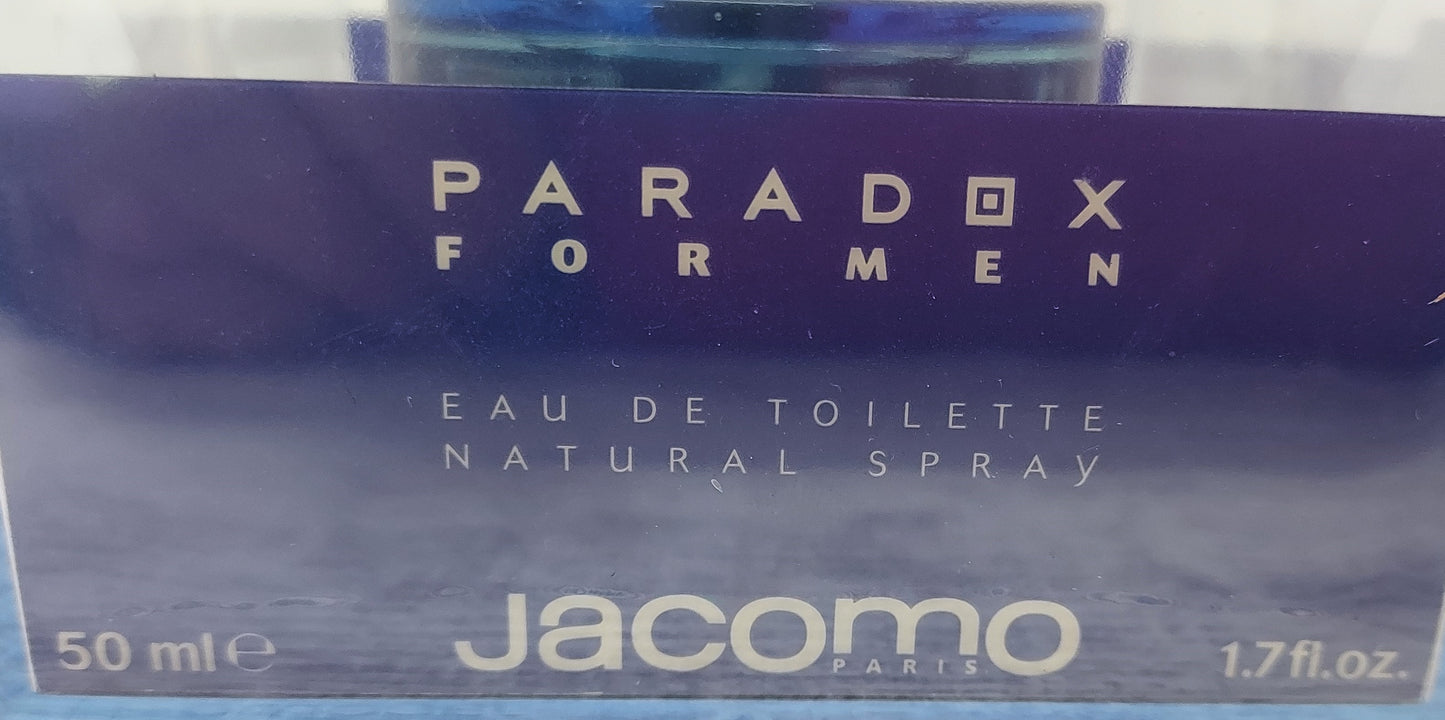 PARADOX
FOR MEN
EAU DE TOILETTE
NATURAL SPRAY
Jacomo
PARIS
50 ml e
1.7fl.oz.